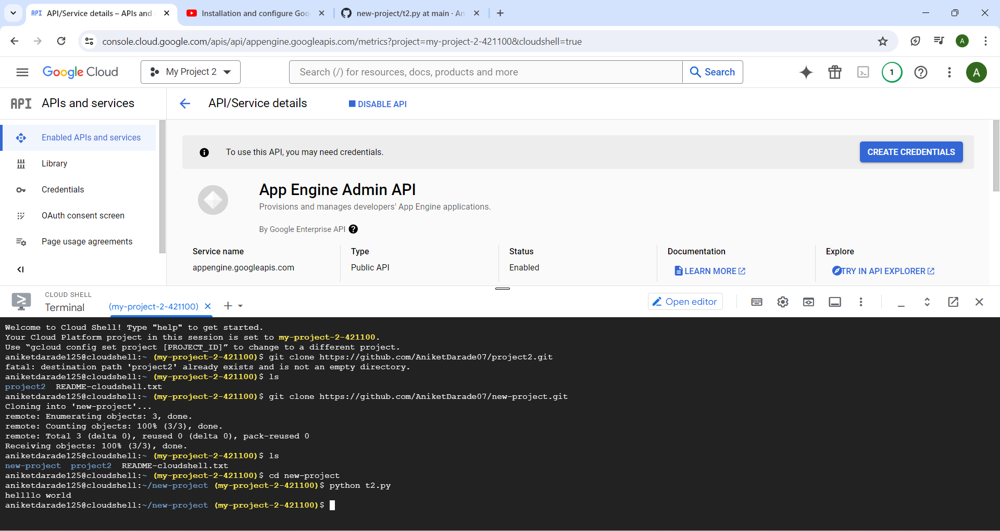 API API/Service details – APIs and
Installation and configure Goo
new-project/t2.py at main · An
console.cloud.google.com/apis/api/appengine.googleapis.com/metrics?project=my-project-2-421100&cloudshell=true
A
Google Cloud
My Project 2
Search (/) for resources, docs, products and more
Search
1
A
API APIs and services
API/Service details
DISABLE API
Enabled APIs and services
Library
Credentials
OAuth consent screen
Page usage agreements
To use this API, you may need credentials.
CREATE CREDENTIALS
App Engine Admin API
Provisions and manages developers' App Engine applications.
By Google Enterprise API
Service name
appengine.googleapis.com
Type
Public API
Status
Enabled
Documentation
LEARN MORE
Explore
TRY IN API EXPLORER
CLOUD SHELL
Terminal
(my-project-2-421100)
Open editor
Welcome to Cloud Shell! Type "help" to get started.
Your Cloud Platform project in this session is set to my-project-2-421100.
Use “gcloud config set project [PROJECT_ID]” to change to a different project.
aniketdarade125@cloudshell:~ (my-project-2-421100)$ git clone https://github.com/AniketDarade07/project2.git
fatal: destination path 'project2' already exists and is not an empty directory.
aniketdarade125@cloudshell:~ (my-project-2-421100)$ ls
project2 README-cloudshell.txt
aniketdarade125@cloudshell:~ (my-project-2-421100)$ git clone https://github.com/AniketDarade07/new-project.git
Cloning into 'new-project'...
remote: Enumerating objects: 3, done.
remote: Counting objects: 100% (3/3), done.
remote: Total 3 (delta 0), reused 0 (delta 0), pack-reused 0
Receiving objects: 100% (3/3), done.
aniketdarade125@cloudshell:~ (my-project-2-421100)$ ls
new-project project2 README-cloudshell.txt
aniketdarade125@cloudshell:~ (my-project-2-421100)$ cd new-project
aniketdarade125@cloudshell:~/new-project (my-project-2-421100)$ python t2.py
hellllo world
aniketdarade125@cloudshell:~/new-project (my-project-2-421100)$